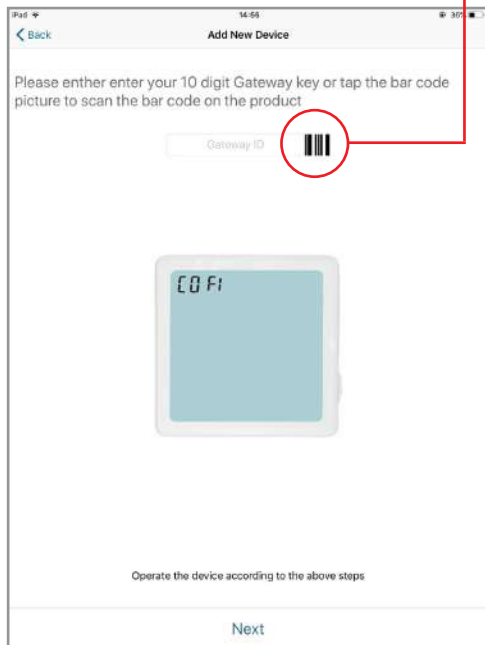 iPad 14:56 36%
Back Add New Device
Please enther enter your 10 digit Gateway key or tap the bar code
picture to scan the bar code on the product
Gateway ID
C0 FI
Operate the device according to the above steps
Next